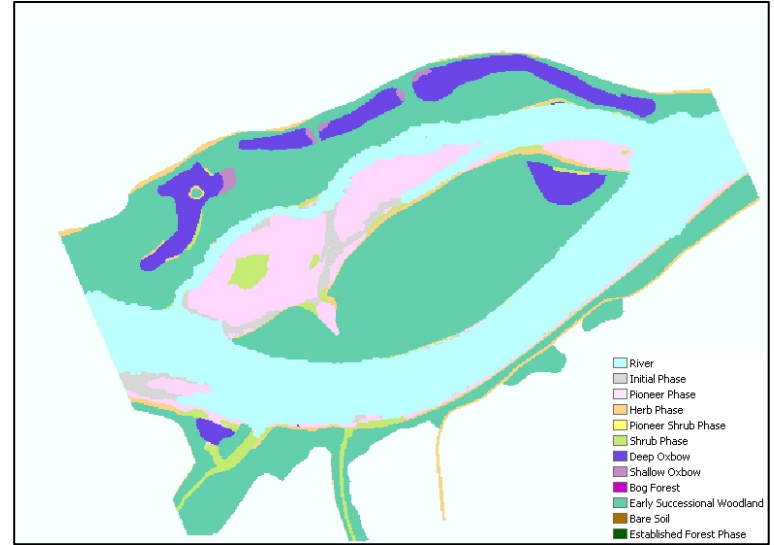 River
Initial Phase
Pioneer Phase
Herb Phase
Pioneer Shrub Phase
Shrub Phase
Deep Oxbow
Shallow Oxbow
Bog Forest
Early Successional Woodland
Bare Soil
Established Forest Phase